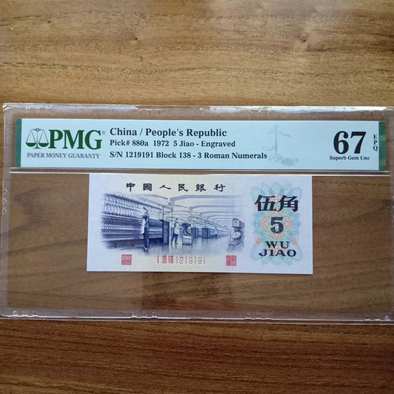 PMG
PAPER MONEY GUARANTY
China / People's Republic
Pick# 880a 1972 5 Jiao - Engraved
S/N 1219191 Block 138 - 3 Roman Numerals
67 EPQ
Superb Gem Unc
中國人民銀行
伍角
5
WU
JIAO
1219191